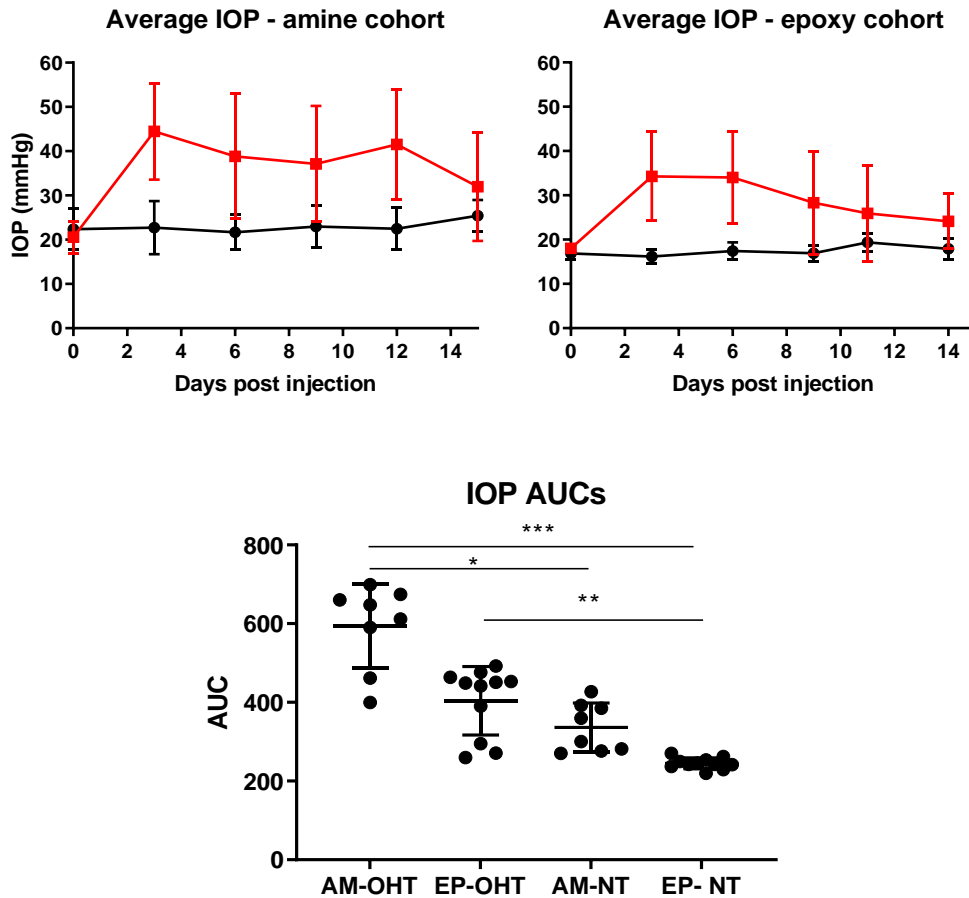 Average IOP - amine cohort
Average IOP - epoxy cohort
IOP (mmHg)
60
50
40
30
20
10
0
0 2 4 6 8 10 12 14
Days post injection
60
50
40
30
20
10
0
0 2 4 6 8 10 12 14
Days post injection
IOP AUCs
AUC
800
600
400
200
0
***
*
**
AM-OHT EP-OHT AM-NT EP- NT